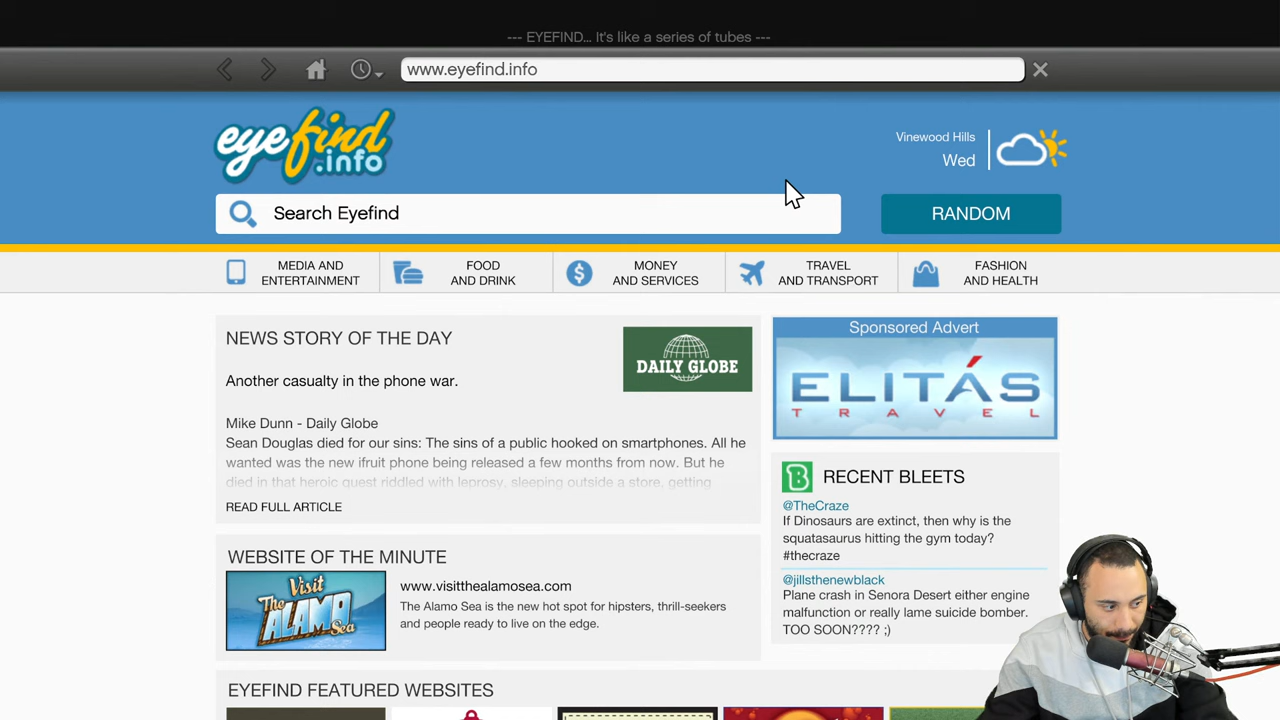 --- EYEFIND... It's like a series of tubes ---
www.eyefind.info
eyefind
.info
Vinewood Hills
Wed
Search Eyefind
RANDOM
MEDIA AND
ENTERTAINMENT
FOOD
AND DRINK
MONEY
AND SERVICES
TRAVEL
AND TRANSPORT
FASHION
AND HEALTH
NEWS STORY OF THE DAY
DAILY GLOBE
Another casualty in the phone war.
Mike Dunn - Daily Globe
Sean Douglas died for our sins: The sins of a public hooked on smartphones. All he
wanted was the new ifruit phone being released a few months from now. But he
died in that heroic quest riddled with leprosy, sleeping outside a store, getting
READ FULL ARTICLE
Sponsored Advert
ELITÁS
TRAVEL
RECENT BLEETS
@TheCraze
If Dinosaurs are extinct, then why is the
squatasaurus hitting the gym today?
#thecraze
@jillsthenewblack
Plane crash in Senora Desert either engine
malfunction or really lame suicide bomber.
TOO SOON???? ;)
WEBSITE OF THE MINUTE
Visit
The ALAMO
Sea
www.visitthealamosea.com
The Alamo Sea is the new hot spot for hipsters, thrill-seekers
and people ready to live on the edge.
EYEFIND FEATURED WEBSITES